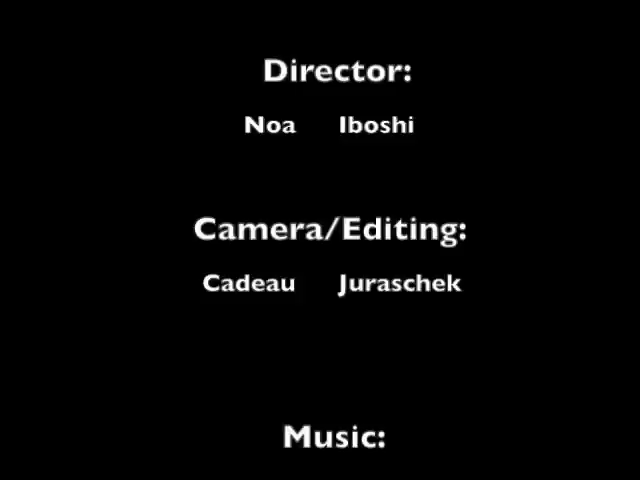 Director:
Noa Iboshi
Camera/Editing:
Cadeau Juraschek
Music: